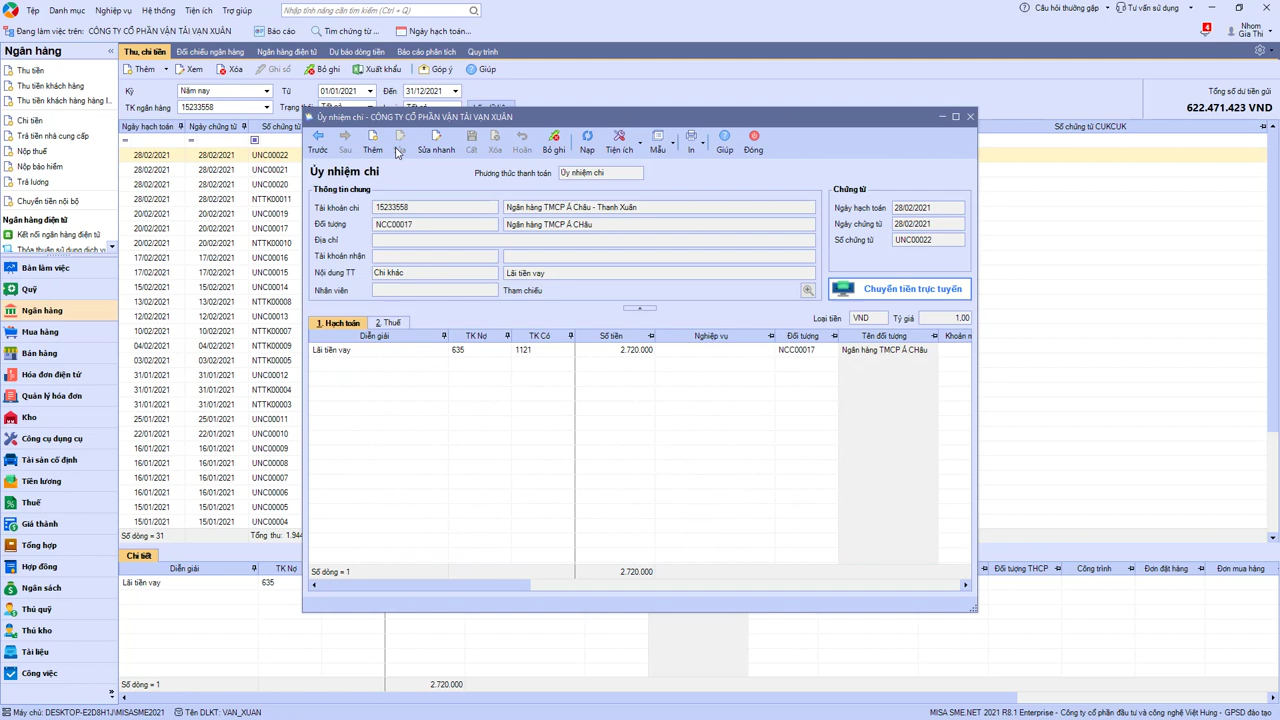 Tệp Danh mục Nghiệp vụ Hệ thống Tiện ích Trợ giúp Nhập tính năng cần tìm kiếm (Ctrl+Q) Câu hỏi thường gặp Tư vấn sử dụng
Đang làm việc trên: CÔNG TY CỔ PHẦN VẬN TẢI VẠN XUÂN Báo cáo Tìm chứng từ ... Ngày hạch toán... 4 Nhom Gia Thi
Ngân hàng « Thu, chi tiền Đối chiếu ngân hàng Ngân hàng điện tử Dự báo dòng tiền Báo cáo phân tích Quy trình
Thu tiền
Thu tiền khách hàng
Thu tiền khách hàng hàng l...
Chi tiền
Trả tiền nhà cung cấp
Nộp thuế
Nộp bảo hiểm
Trả lương
Chuyển tiền nội bộ
Ngân hàng điện tử
Kết nối ngân hàng điện tử
Thỏa thuận sử dụng dịch vụ
Bàn làm việc
Quỹ
Ngân hàng
Mua hàng
Bán hàng
Hóa đơn điện tử
Quản lý hóa đơn
Kho
Công cụ dụng cụ
Tài sản cố định
Tiền lương
Thuế
Giá thành
Tổng hợp
Hợp đồng
Ngân sách
Thủ quỹ
Thủ kho
Tài liệu
Công việc
Thêm Xem Xóa Ghi sổ Bỏ ghi Xuất khẩu Góp ý Giúp
Kỳ Năm nay Từ 01/01/2021 Đến 31/12/2021
Tổng số dư tiền gửi
TK ngân hàng 15233558
622.471.423 VND
Ngày hạch toán Ngày chứng từ Số chứng từ Số chứng từ CUKCUK
28/02/2021 28/02/2021 UNC00022
28/02/2021 28/02/2021 UNC00021
28/02/2021 28/02/2021 UNC00020
28/02/2021 28/02/2021 NTTK00011
20/02/2021 20/02/2021 UNC00019
20/02/2021 20/02/2021 UNC00017
20/02/2021 20/02/2021 NTTK00010
17/02/2021 17/02/2021 UNC00016
17/02/2021 17/02/2021 UNC00015
13/02/2021 13/02/2021 NTTK00008
10/02/2021 10/02/2021 UNC00013
10/02/2021 10/02/2021 NTTK00007
04/02/2021 04/02/2021 NTTK00009
03/02/2021 03/02/2021 NTTK00005
31/01/2021 31/01/2021 UNC00012
31/01/2021 31/01/2021 NTTK00004
31/01/2021 31/01/2021 NTTK00003
25/01/2021 25/01/2021 UNC00011
22/01/2021 22/01/2021 UNC00010
16/01/2021 16/01/2021 UNC00009
16/01/2021 16/01/2021 UNC00008
16/01/2021 16/01/2021 UNC00007
16/01/2021 16/01/2021 UNC00006
15/01/2021 15/01/2021 UNC00005
15/01/2021 15/01/2021 UNC00004
Số dòng = 31 Tổng thu: 1.944
Ủy nhiệm chi - CÔNG TY CỔ PHẦN VẬN TẢI VẠN XUÂN
Trước Sau Thêm Sửa nhanh Cất Xóa Hoãn Bỏ ghi Nạp Tiện ích Mẫu In Giúp Đóng
Ủy nhiệm chi Phương thức thanh toán Ủy nhiệm chi
Thông tin chung Chứng từ
Tài khoản chi 15233558 Ngân hàng TMCP Á Châu - Thanh Xuân Ngày hạch toán 28/02/2021
Đối tượng NCC00017 Ngân hàng TMCP Á CHâu Ngày chứng từ 28/02/2021
Địa chỉ Số chứng từ UNC00022
Tài khoản nhận
Nội dung TT Chi khác Lãi tiền vay
Nhân viên Tham chiếu Chuyển tiền trực tuyến
1. Hạch toán 2. Thuế Loại tiền VND Tỷ giá 1.00
Diễn giải TK Nợ TK Có Số tiền Nghiệp vụ Đối tượng Tên đối tượng Khoản m
Lãi tiền vay 635 1121 2.720.000 NCC00017 Ngân hàng TMCP Á CHâu
Số dòng = 1 2.720.000
Chi tiết
Diễn giải TK Nợ Đối tượng THCP Công trình Đơn đặt hàng Đơn mua hàng
Lãi tiền vay 635
Số dòng = 1 2.720.000
Máy chủ: DESKTOP-E2D8H1J\MISASME2021 Tên DLKT: VAN_XUAN MISA SME.NET 2021 R8.1 Enterprise - Công ty cổ phần đầu tư và công nghệ Việt Hưng - GPSD đào tạo